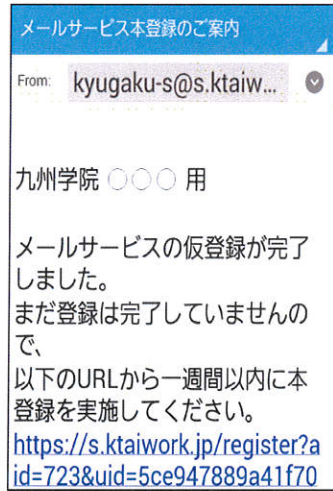 メールサービス本登録のご案内
From: kyugaku-s@s.ktaiw...
九州学院 ○○○ 用
メールサービスの仮登録が完了
しました。
まだ登録は完了していませんの
で、
以下のURLから一週間以内に本
登録を実施してください。
https://s.ktaiwork.jp/register?a
id=723&uid=5ce947889a41f70